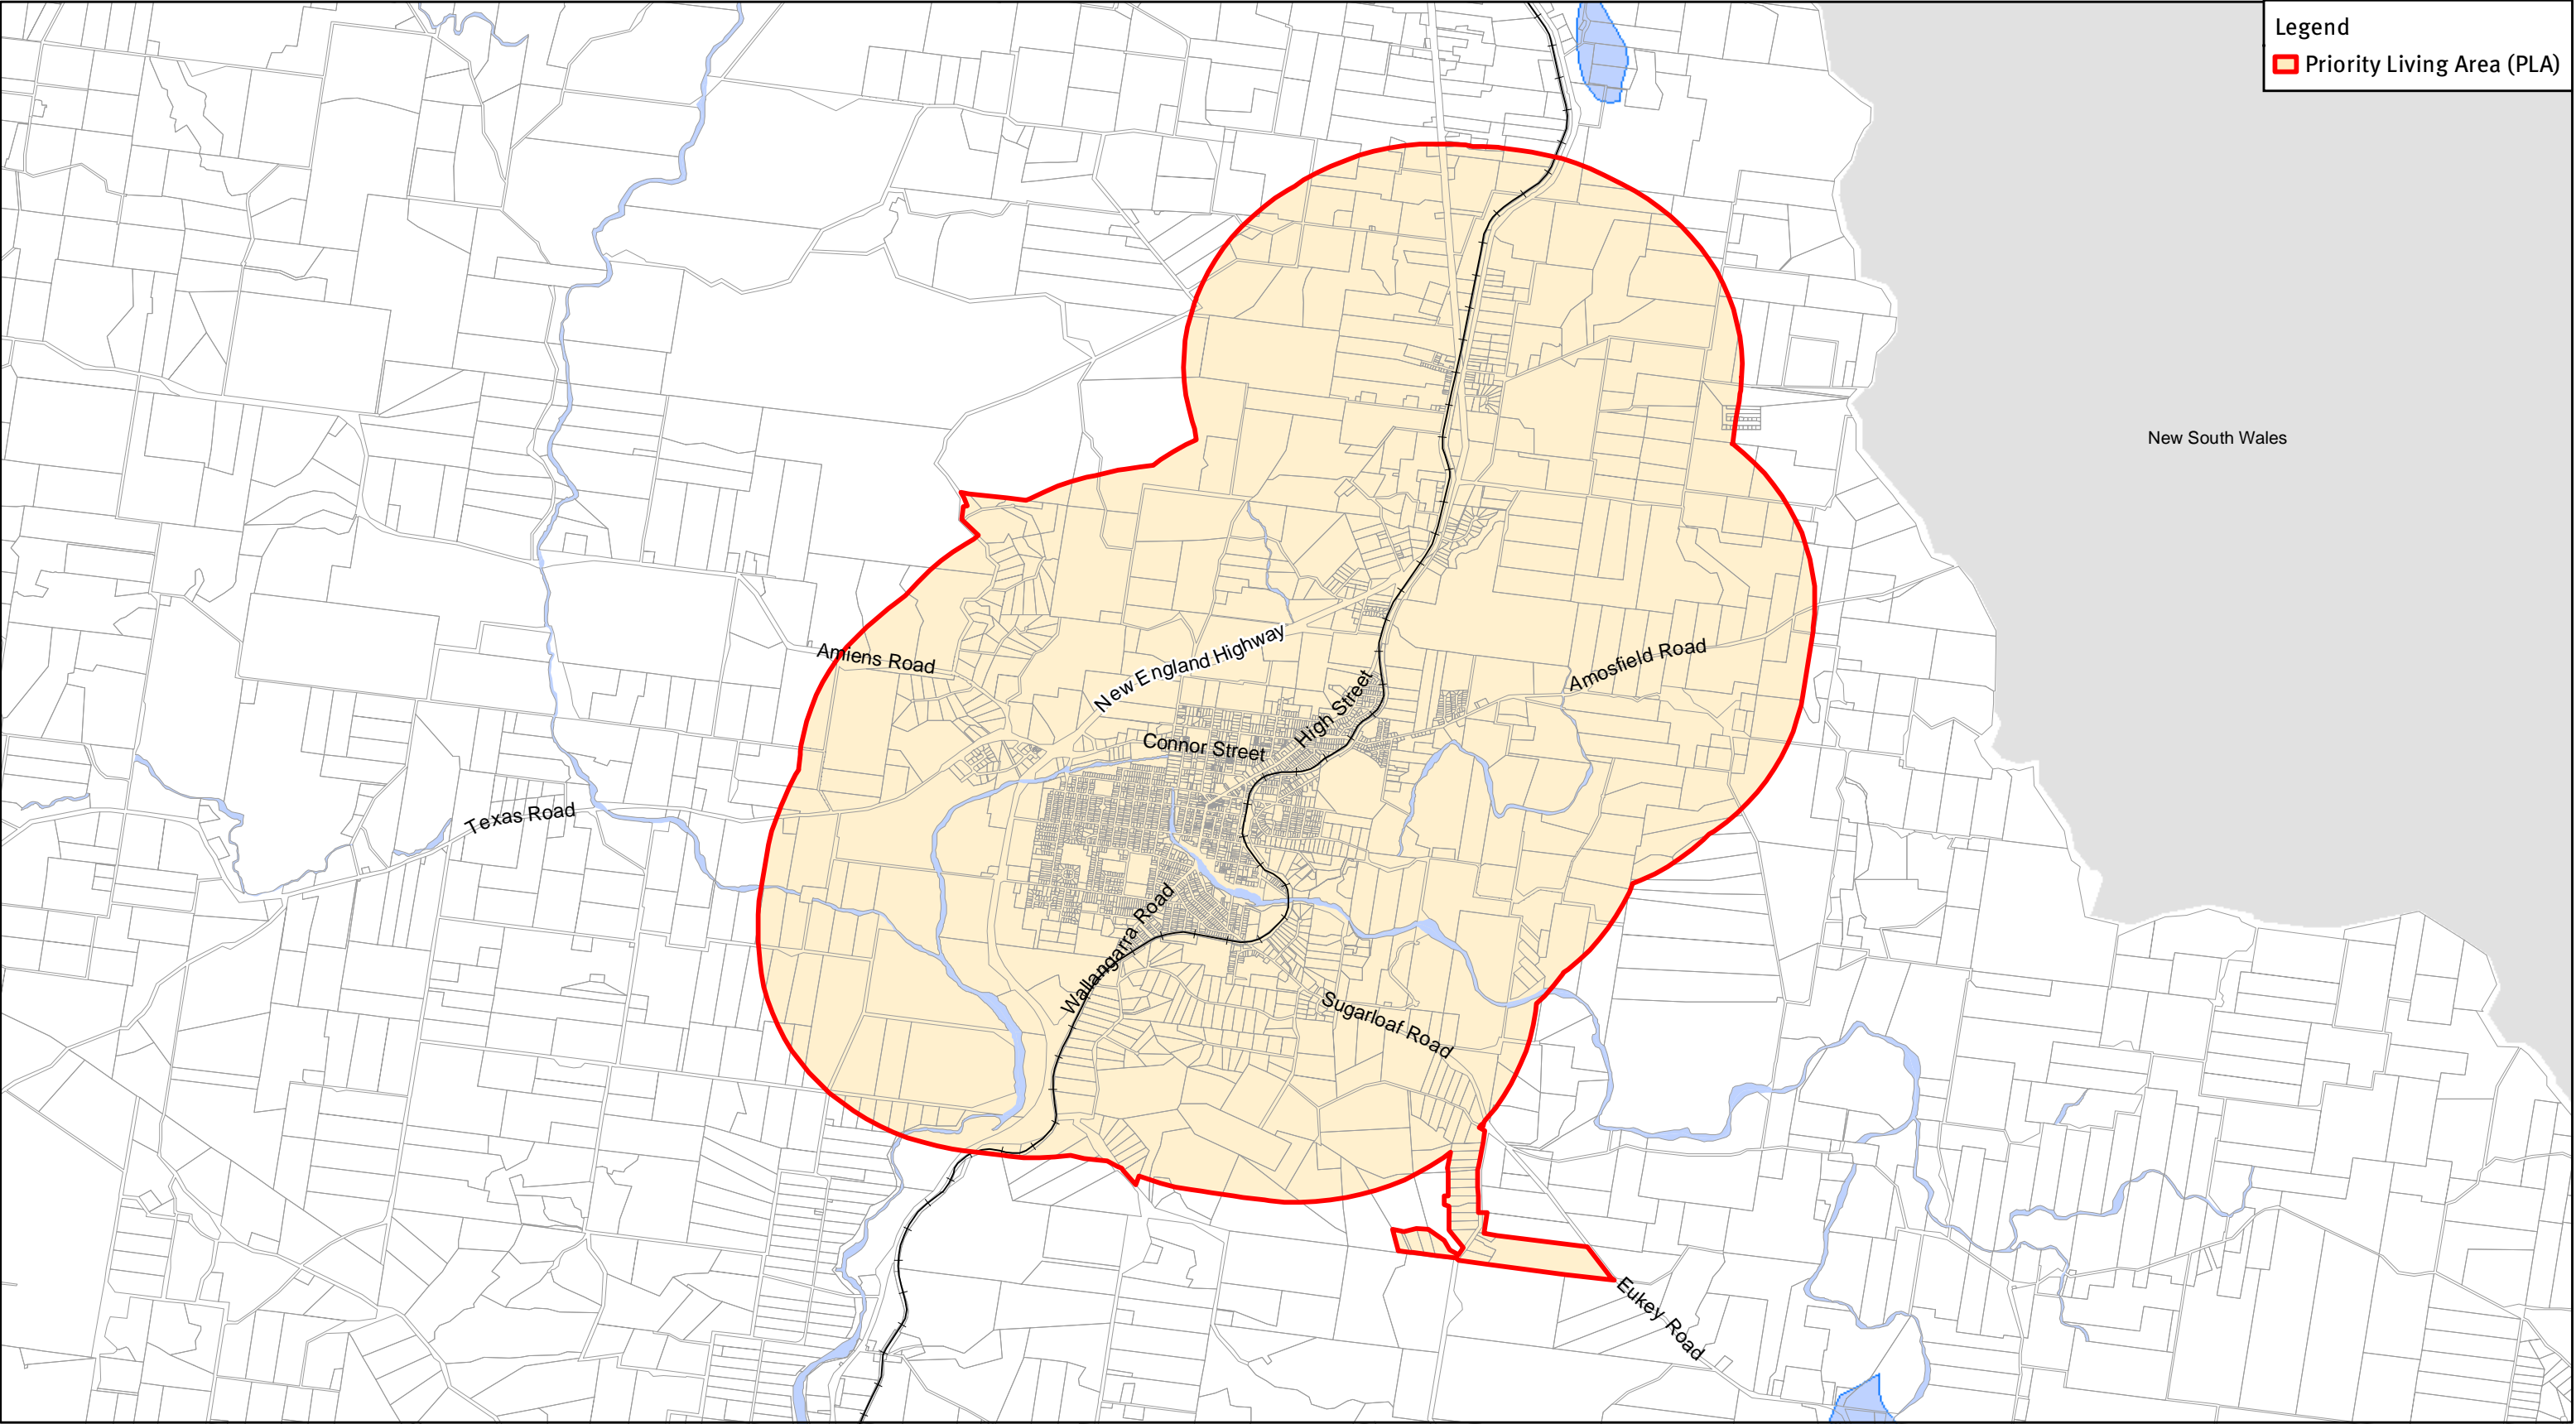 Legend
Priority Living Area (PLA)
New South Wales
Amiens Road
New England Highway
Amosfield Road
High Street
Connor Street
Texas Road
Wallangarra Road
Sugarloaf Road
Eukey Road